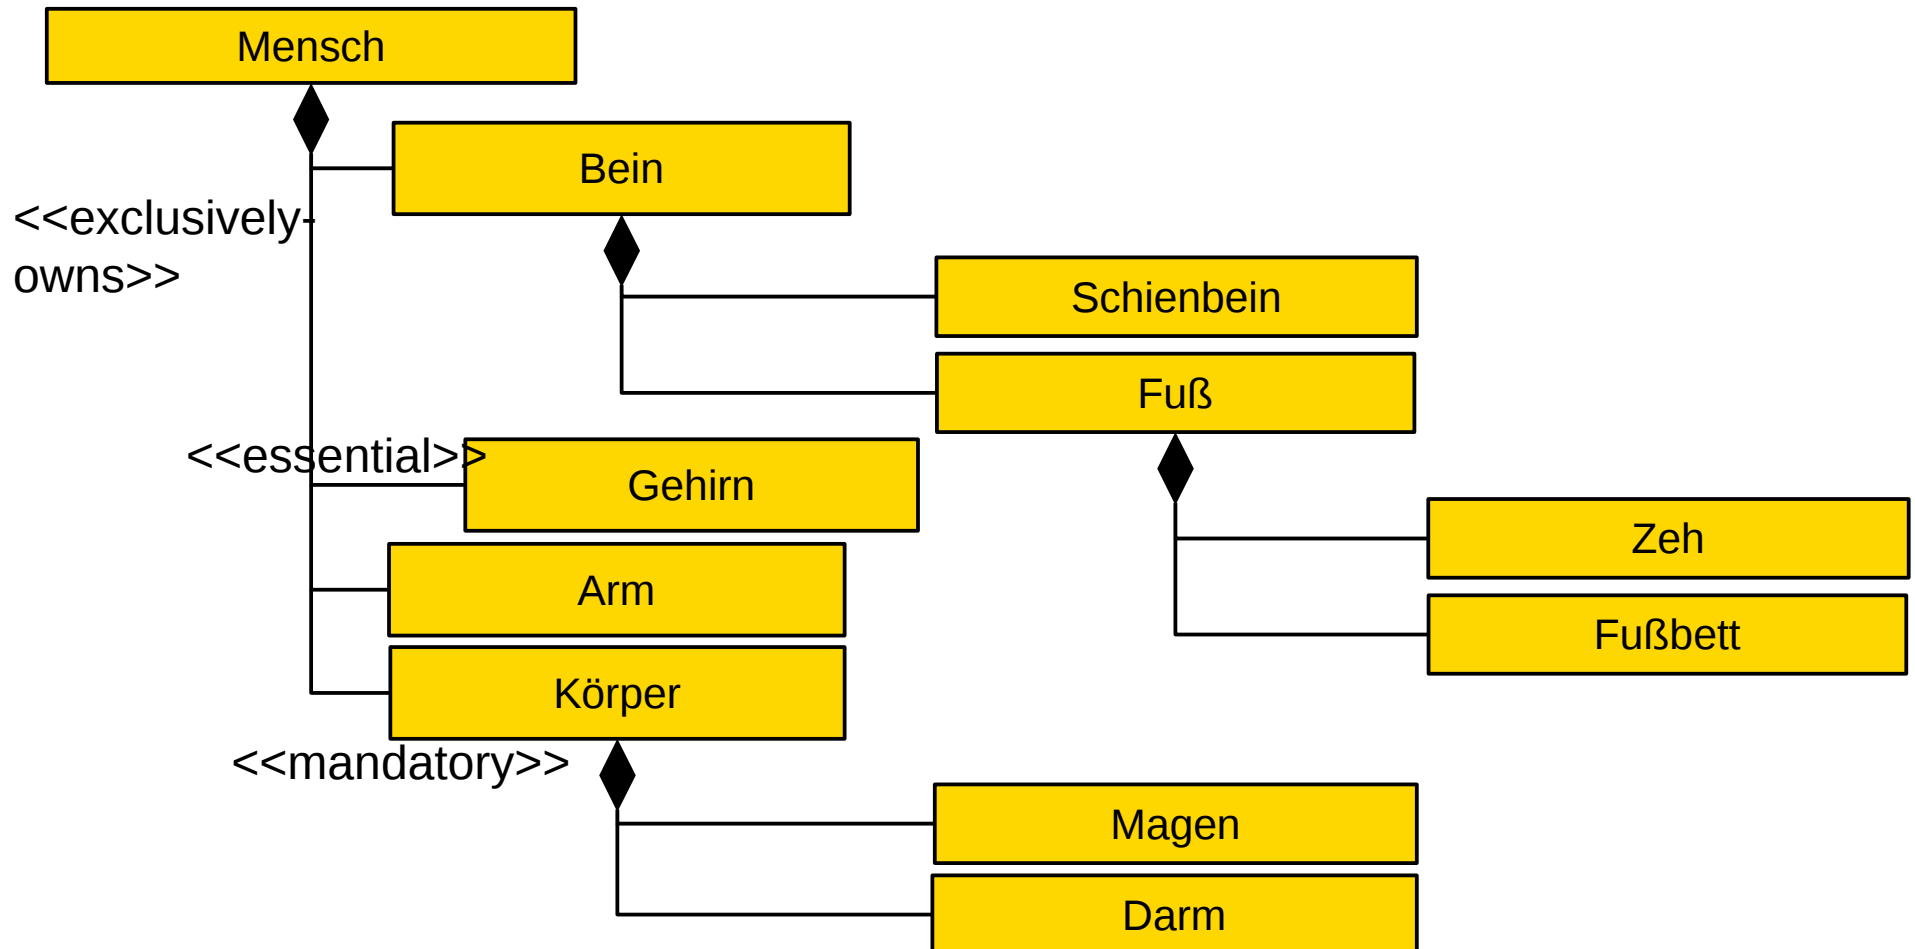 Mensch
Bein
<<exclusively-
owns>>
Schienbein
Fuß
<<essential>>
Gehirn
Zeh
Arm
Fußbett
Körper
<<mandatory>>
Magen
Darm